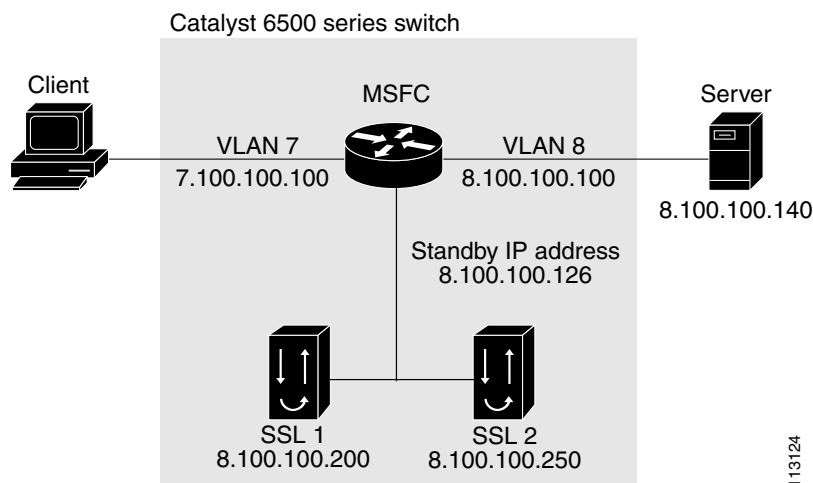 Catalyst 6500 series switch
Client
MSFC
Server
VLAN 7
7.100.100.100
VLAN 8
8.100.100.100
8.100.100.140
Standby IP address
8.100.100.126
SSL 1
8.100.100.200
SSL 2
8.100.100.250
113124